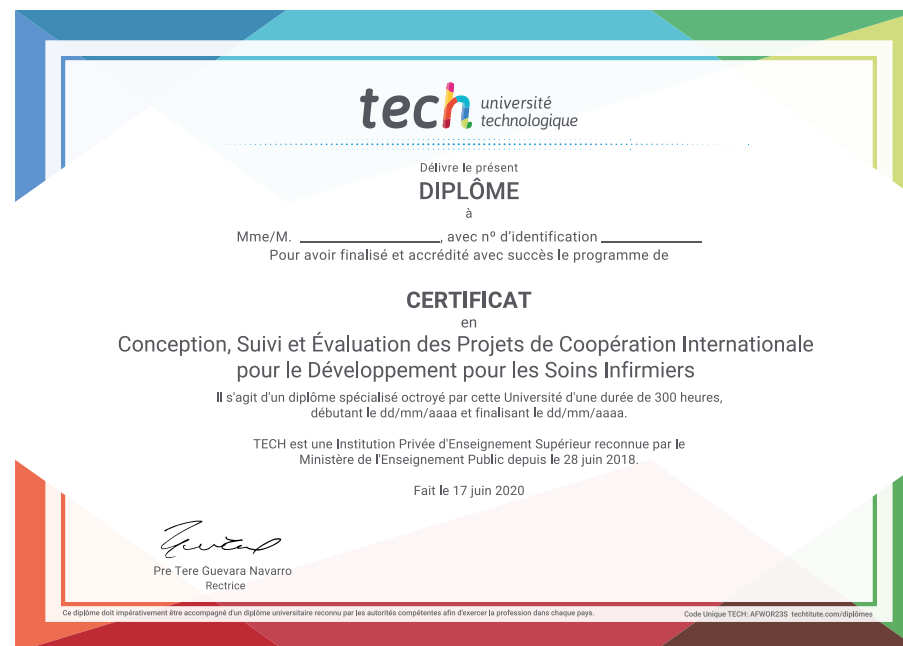 tech université
technologique
Délivre le présent
DIPLÔME
à
Mme/M. ____________, avec nº d'identification ____________
Pour avoir finalisé et accrédité avec succès le programme de
CERTIFICAT
en
Conception, Suivi et Évaluation des Projets de Coopération Internationale
pour le Développement pour les Soins Infirmiers
Il s'agit d'un diplôme spécialisé octroyé par cette Université d'une durée de 300 heures,
débutant le dd/mm/aaaa et finalisant le dd/mm/aaaa.
TECH est une Institution Privée d'Enseignement Supérieur reconnue par le
Ministère de l'Enseignement Public depuis le 28 juin 2018.
Fait le 17 juin 2020
Pre Tere Guevara Navarro
Rectrice
Ce diplôme doit impérativement être accompagné d'un diplôme universitaire reconnu par les autorités compétentes afin d'exercer la profession dans chaque pays.
Code Unique TECH: AFWOR23S techtitute.com/diplômes